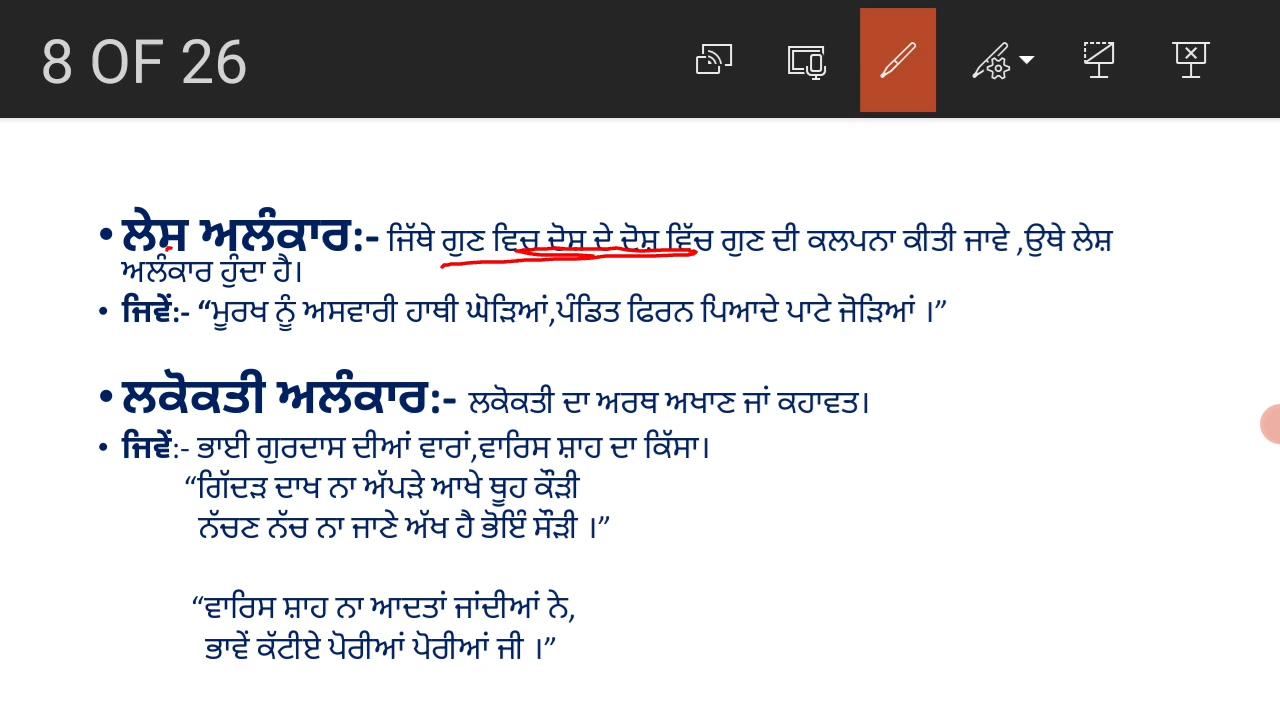 8 OF 26
• ਲੇਸ਼ ਅਲੰਕਾਰ:- ਜਿੱਥੇ ਗੁਣ ਵਿਚ ਦੋਸ਼ ਦੇ ਦੋਸ਼ ਵਿੱਚ ਗੁਣ ਦੀ ਕਲਪਨਾ ਕੀਤੀ ਜਾਵੇ ,ਉਥੇ ਲੇਸ਼
ਅਲੰਕਾਰ ਹੁੰਦਾ ਹੈ।
• ਜਿਵੇਂ:- “ਮੂਰਖ ਨੂੰ ਅਸਵਾਰੀ ਹਾਥੀ ਘੋੜਿਆਂ,ਪੰਡਿਤ ਫਿਰਨ ਪਿਆਦੇ ਪਾਟੇ ਜੋੜਿਆਂ ।”
• ਲਕੋਕਤੀ ਅਲੰਕਾਰ:- ਲਕੋਕਤੀ ਦਾ ਅਰਥ ਅਖਾਣ ਜਾਂ ਕਹਾਵਤ।
• ਜਿਵੇਂ:- ਭਾਈ ਗੁਰਦਾਸ ਦੀਆਂ ਵਾਰਾਂ,ਵਾਰਿਸ ਸ਼ਾਹ ਦਾ ਕਿੱਸਾ।
“ਗਿੱਦੜ ਦਾਖ ਨਾ ਅੱਪੜੇ ਆਖੇ ਥੂਹ ਕੌੜੀ
ਨੱਚਣ ਨੱਚ ਨਾ ਜਾਣੇ ਅੱਖ ਹੈ ਭੋਇੰ ਸੌੜੀ ।”
“ਵਾਰਿਸ ਸ਼ਾਹ ਨਾ ਆਦਤਾਂ ਜਾਂਦੀਆਂ ਨੇ,
ਭਾਵੇਂ ਕੱਟੀਏ ਪੋਰੀਆਂ ਪੋਰੀਆਂ ਜੀ ।”